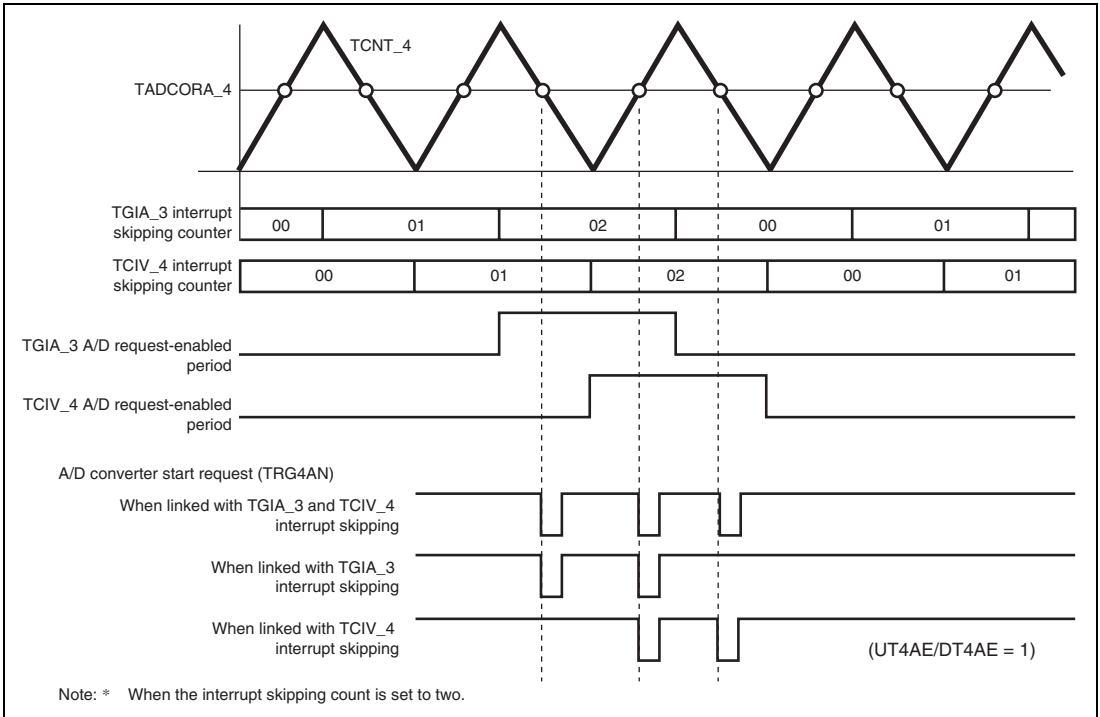 TCNT_4
TADCORA_4
TGIA_3 interrupt
skipping counter
00 01 02 00 01
TCIV_4 interrupt
skipping counter
00 01 02 00 01
TGIA_3 A/D request-enabled
period
TCIV_4 A/D request-enabled
period
A/D converter start request (TRG4AN)
When linked with TGIA_3 and TCIV_4
interrupt skipping
When linked with TGIA_3
interrupt skipping
When linked with TCIV_4
interrupt skipping
(UT4AE/DT4AE = 1)
Note: * When the interrupt skipping count is set to two.